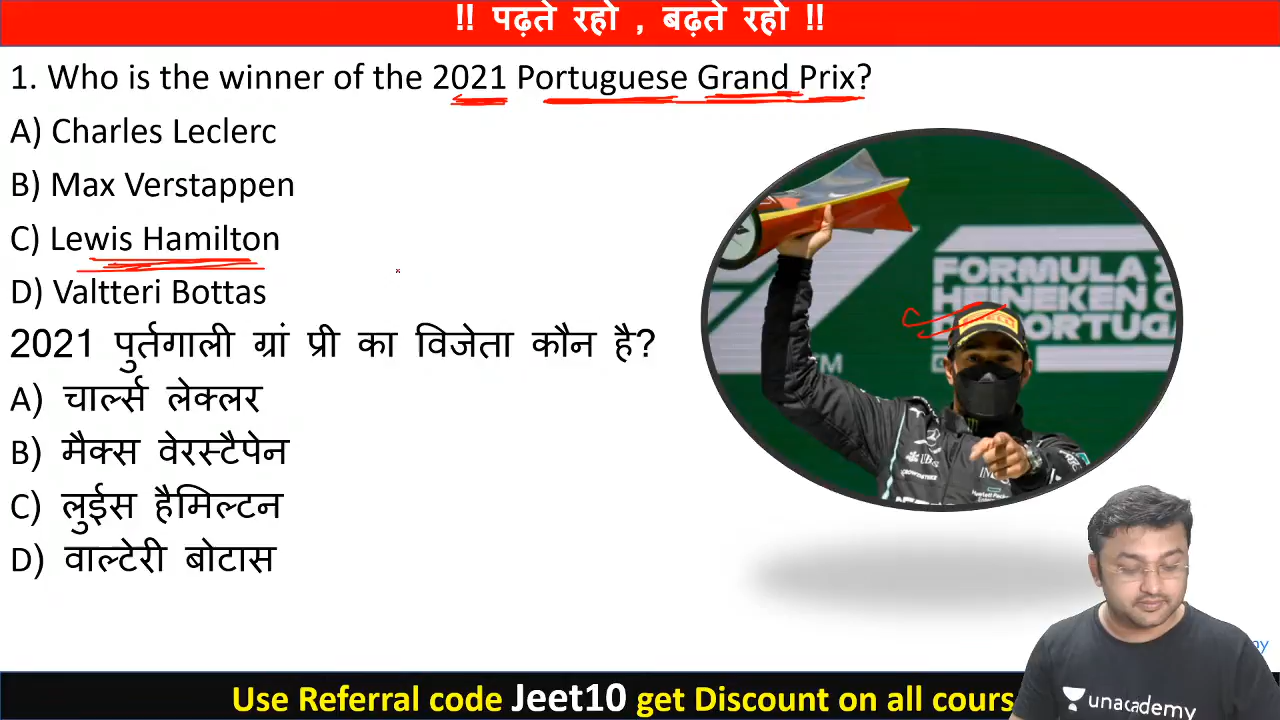 !! पढ़ते रहो , बढ़ते रहो !!
1. Who is the winner of the 2021 Portuguese Grand Prix?
A) Charles Leclerc
B) Max Verstappen
C) Lewis Hamilton
D) Valtteri Bottas
2021 पुर्तगाली ग्रां प्री का विजेता कौन है?
A) चार्ल्स लेक्लर
B) मैक्स वेरस्टैपेन
C) लुईस हैमिल्टन
D) वाल्टेरी बोटास
FORMULA 1
HEINEKEN
PORTUGA
PIRELLI
unacademy
Use Referral code Jeet10 get Discount on all cours